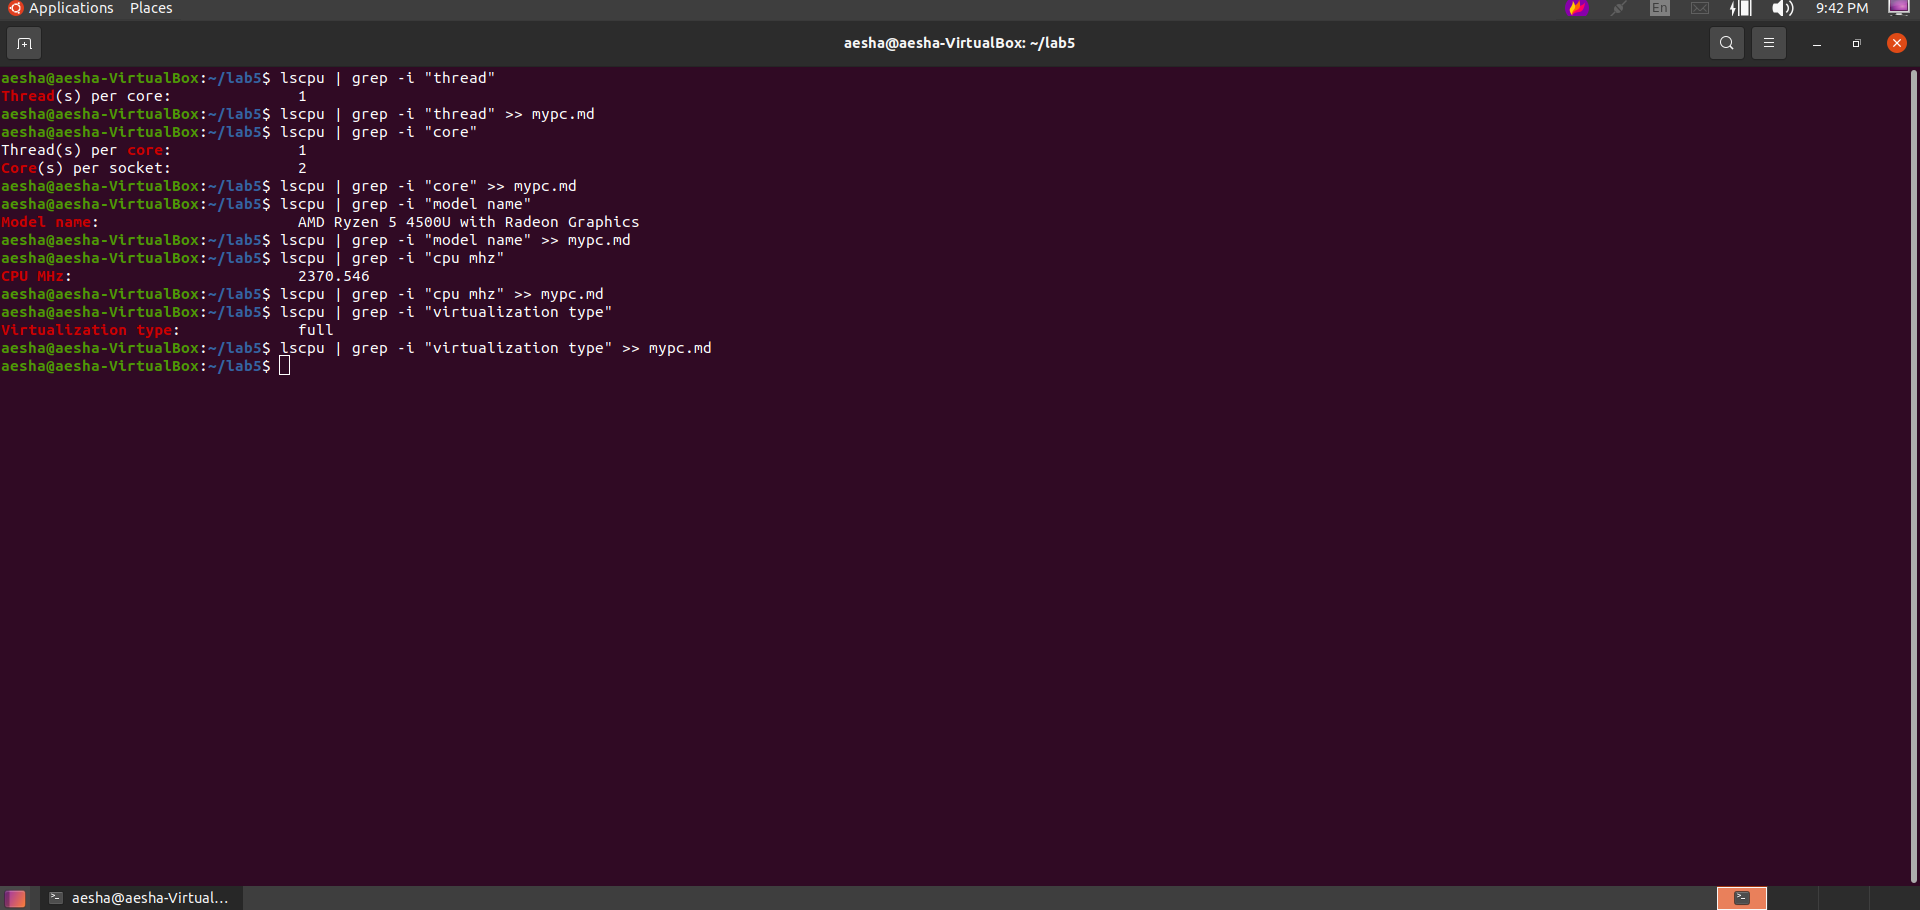 Applications Places En 9:42 PM
aesha@aesha-VirtualBox: ~/lab5
aesha@aesha-VirtualBox:~/lab5$ lscpu | grep -i "thread"
Thread(s) per core: 1
aesha@aesha-VirtualBox:~/lab5$ lscpu | grep -i "thread" >> mypc.md
aesha@aesha-VirtualBox:~/lab5$ lscpu | grep -i "core"
Thread(s) per core: 1
Core(s) per socket: 2
aesha@aesha-VirtualBox:~/lab5$ lscpu | grep -i "core" >> mypc.md
aesha@aesha-VirtualBox:~/lab5$ lscpu | grep -i "model name"
Model name: AMD Ryzen 5 4500U with Radeon Graphics
aesha@aesha-VirtualBox:~/lab5$ lscpu | grep -i "model name" >> mypc.md
aesha@aesha-VirtualBox:~/lab5$ lscpu | grep -i "cpu mhz"
CPU MHz: 2370.546
aesha@aesha-VirtualBox:~/lab5$ lscpu | grep -i "cpu mhz" >> mypc.md
aesha@aesha-VirtualBox:~/lab5$ lscpu | grep -i "virtualization type"
Virtualization type: full
aesha@aesha-VirtualBox:~/lab5$ lscpu | grep -i "virtualization type" >> mypc.md
aesha@aesha-VirtualBox:~/lab5$
aesha@aesha-Virtual...